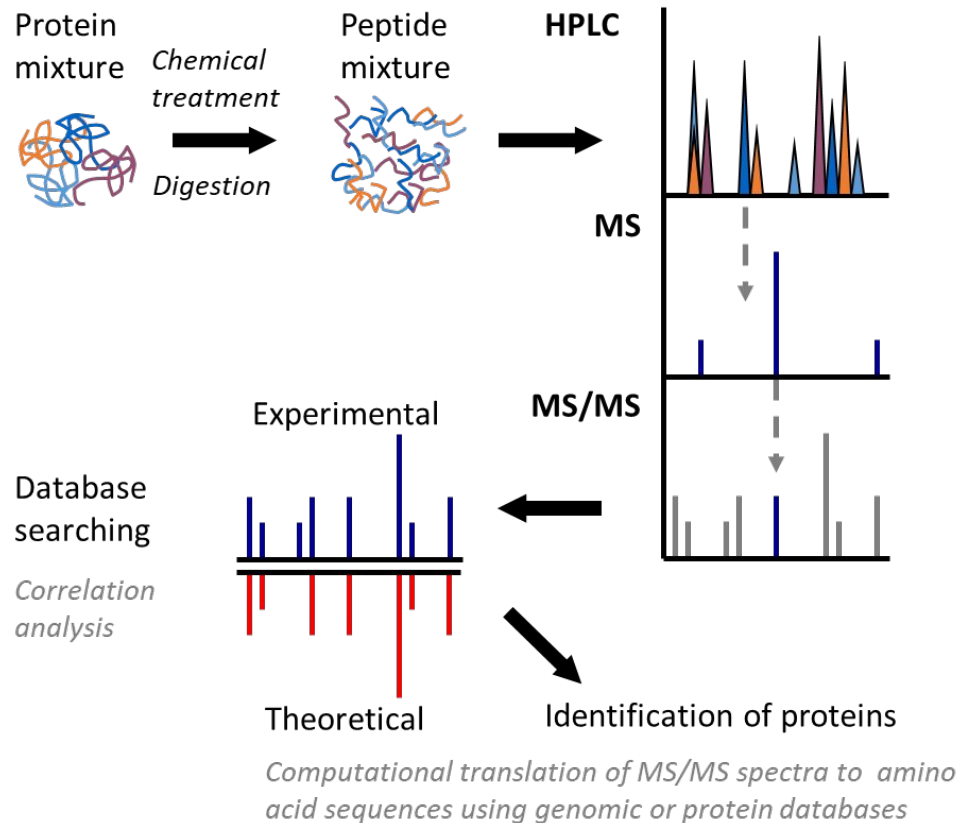 Protein
mixture
Chemical
treatment
Digestion
Peptide
mixture
HPLC
MS
MS/MS
Experimental
Database
searching
Correlation
analysis
Theoretical
Identification of proteins
Computational translation of MS/MS spectra to amino
acid sequences using genomic or protein databases